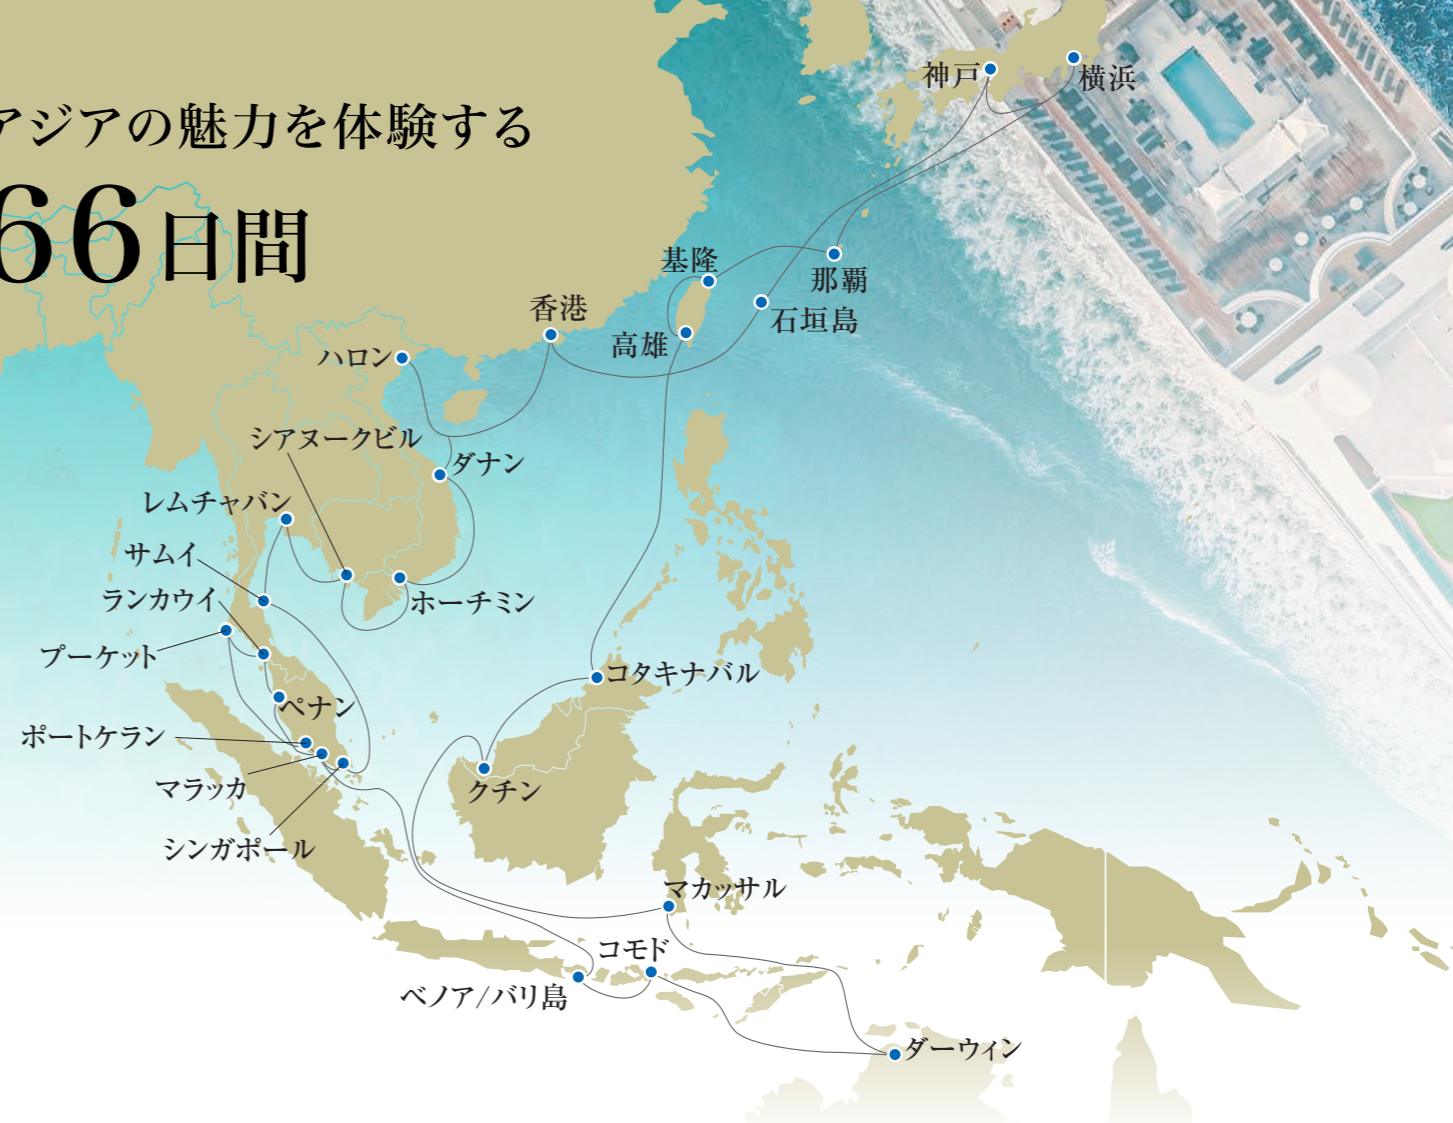 アジアの魅力を体験する
66日間
神戸
横浜
基隆
那覇
香港
石垣島
高雄
ハロン
シアヌークビル
ダナン
レムチャバン
サムイ
ランカウイ
ホーチミン
プーケット
コタキナバル
ペナン
ポートケラン
マラッカ
クチン
シンガポール
マカッサル
コモド
ベノア/バリ島
ダーウィン